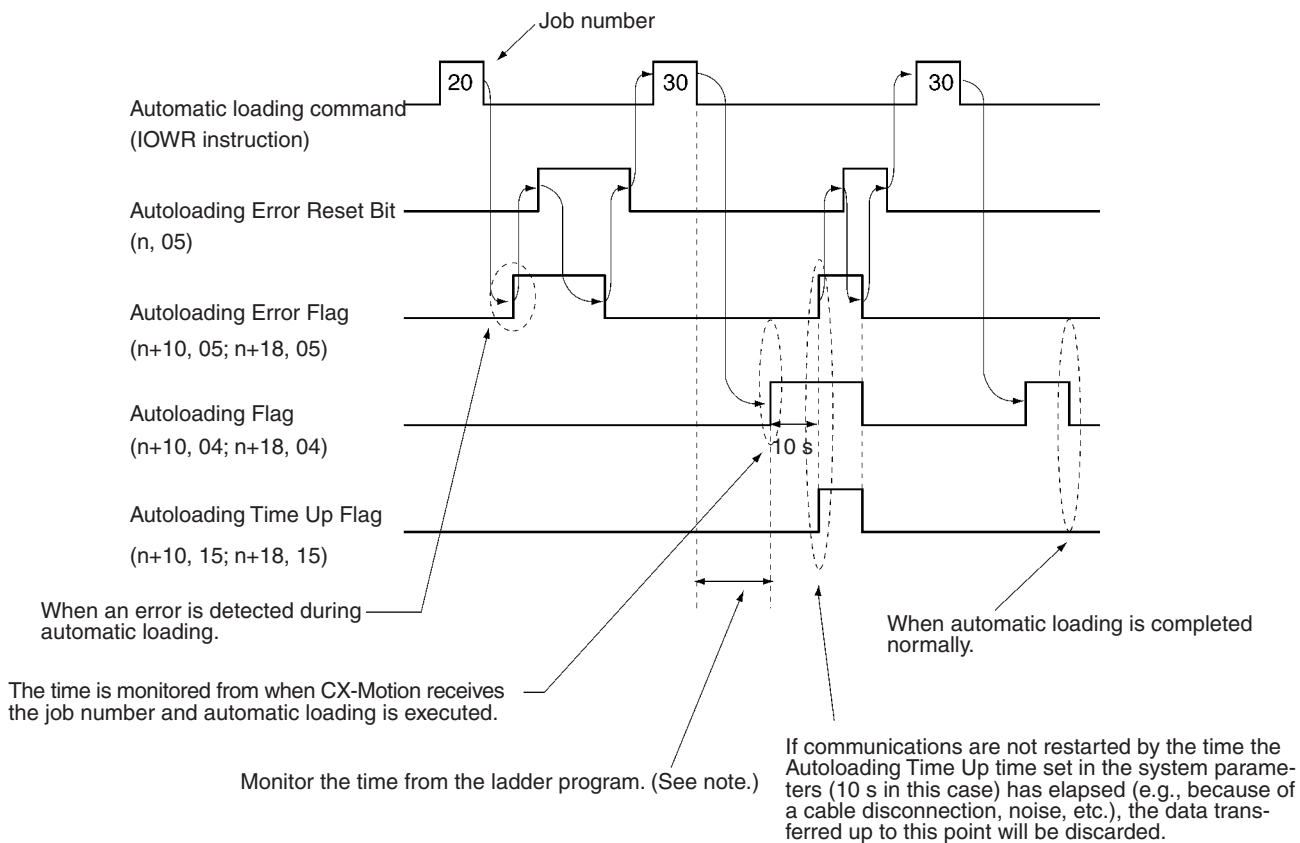 Job number
20
30
30
Automatic loading command
(IOWR instruction)
Autoloading Error Reset Bit
(n, 05)
Autoloading Error Flag
(n+10, 05; n+18, 05)
Autoloading Flag
(n+10, 04; n+18, 04)
10 s
Autoloading Time Up Flag
(n+10, 15; n+18, 15)
When an error is detected during
automatic loading.
When automatic loading is completed
normally.
The time is monitored from when CX-Motion receives
the job number and automatic loading is executed.
Monitor the time from the ladder program. (See note.)
If communications are not restarted by the time the
Autoloading Time Up time set in the system parame-
ters (10 s in this case) has elapsed (e.g., because of
a cable disconnection, noise, etc.), the data trans-
ferred up to this point will be discarded.